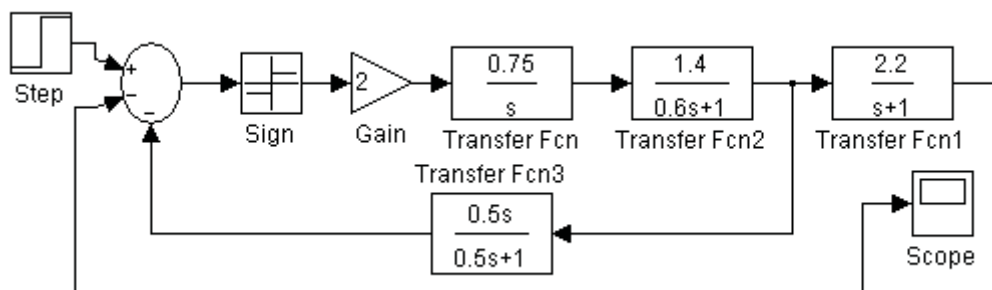 Step
+
−
−
Sign
2
Gain
0.75
s
Transfer Fcn
1.4
0.6s+1
Transfer Fcn2
2.2
s+1
Transfer Fcn1
Transfer Fcn3
0.5s
0.5s+1
Scope